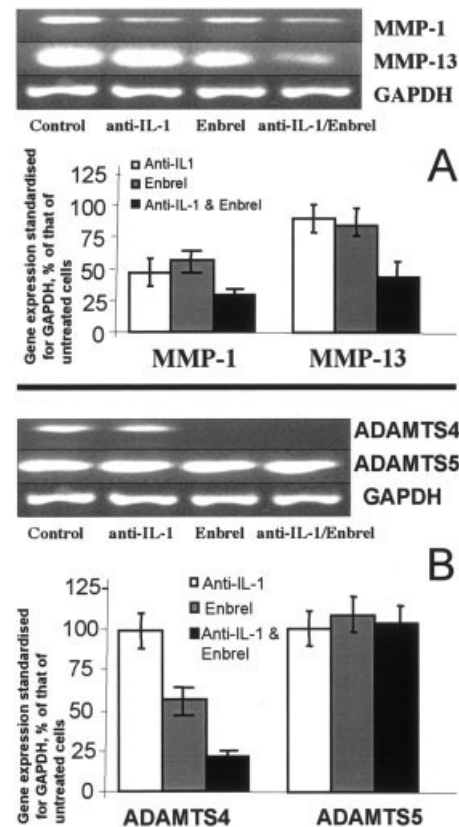 MMP-1
MMP-13
GAPDH
Control anti-IL-1 Enbrel anti-IL-1/Enbrel
A
Gene expression standardised
for GAPDH, % of that of
untreated cells
125
100
75
50
25
0
Anti-IL1
Enbrel
Anti-IL-1 & Enbrel
MMP-1 MMP-13
ADAMTS4
ADAMTS5
GAPDH
Control anti-IL-1 Enbrel anti-IL-1/Enbrel
B
Gene expression standardised
for GAPDH, % of that of
untreated cells
125
100
75
50
25
0
Anti-IL-1
Enbrel
Anti-IL-1 &
Enbrel
ADAMTS4 ADAMTS5